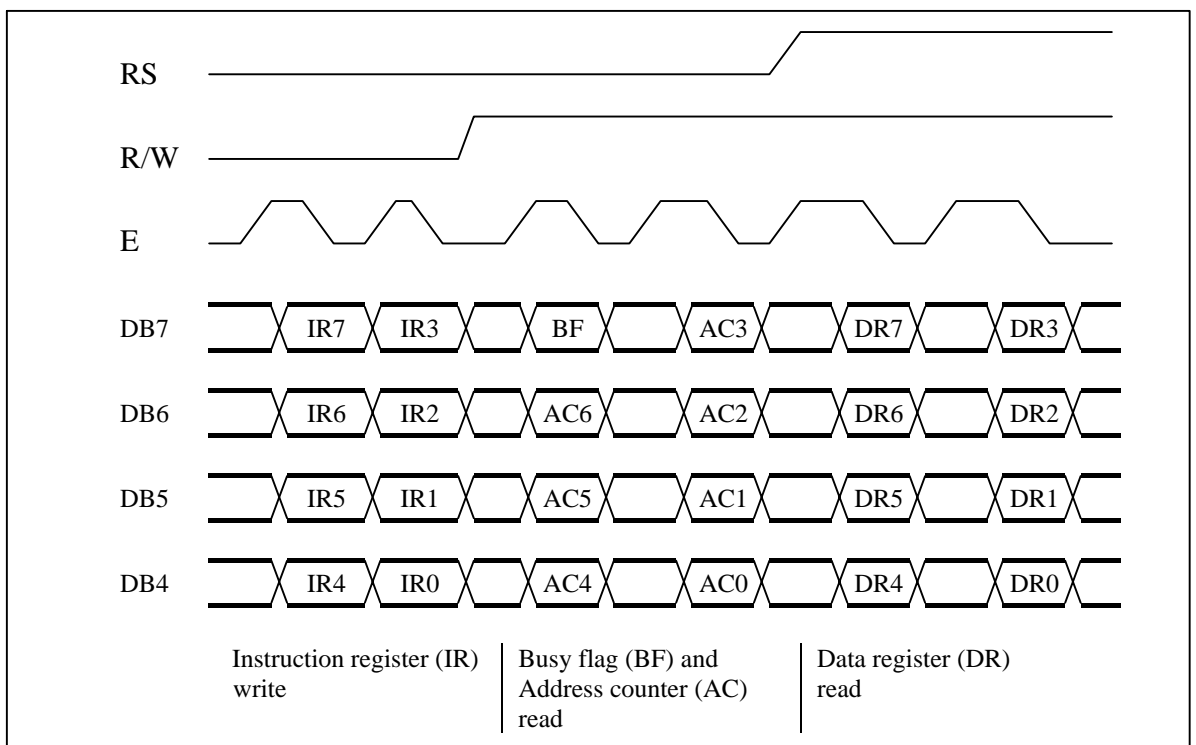 RS
R/W
E
DB7 IR7 IR3 BF AC3 DR7 DR3
DB6 IR6 IR2 AC6 AC2 DR6 DR2
DB5 IR5 IR1 AC5 AC1 DR5 DR1
DB4 IR4 IR0 AC4 AC0 DR4 DR0
Instruction register (IR)
write
Busy flag (BF) and
Address counter (AC)
read
Data register (DR)
read